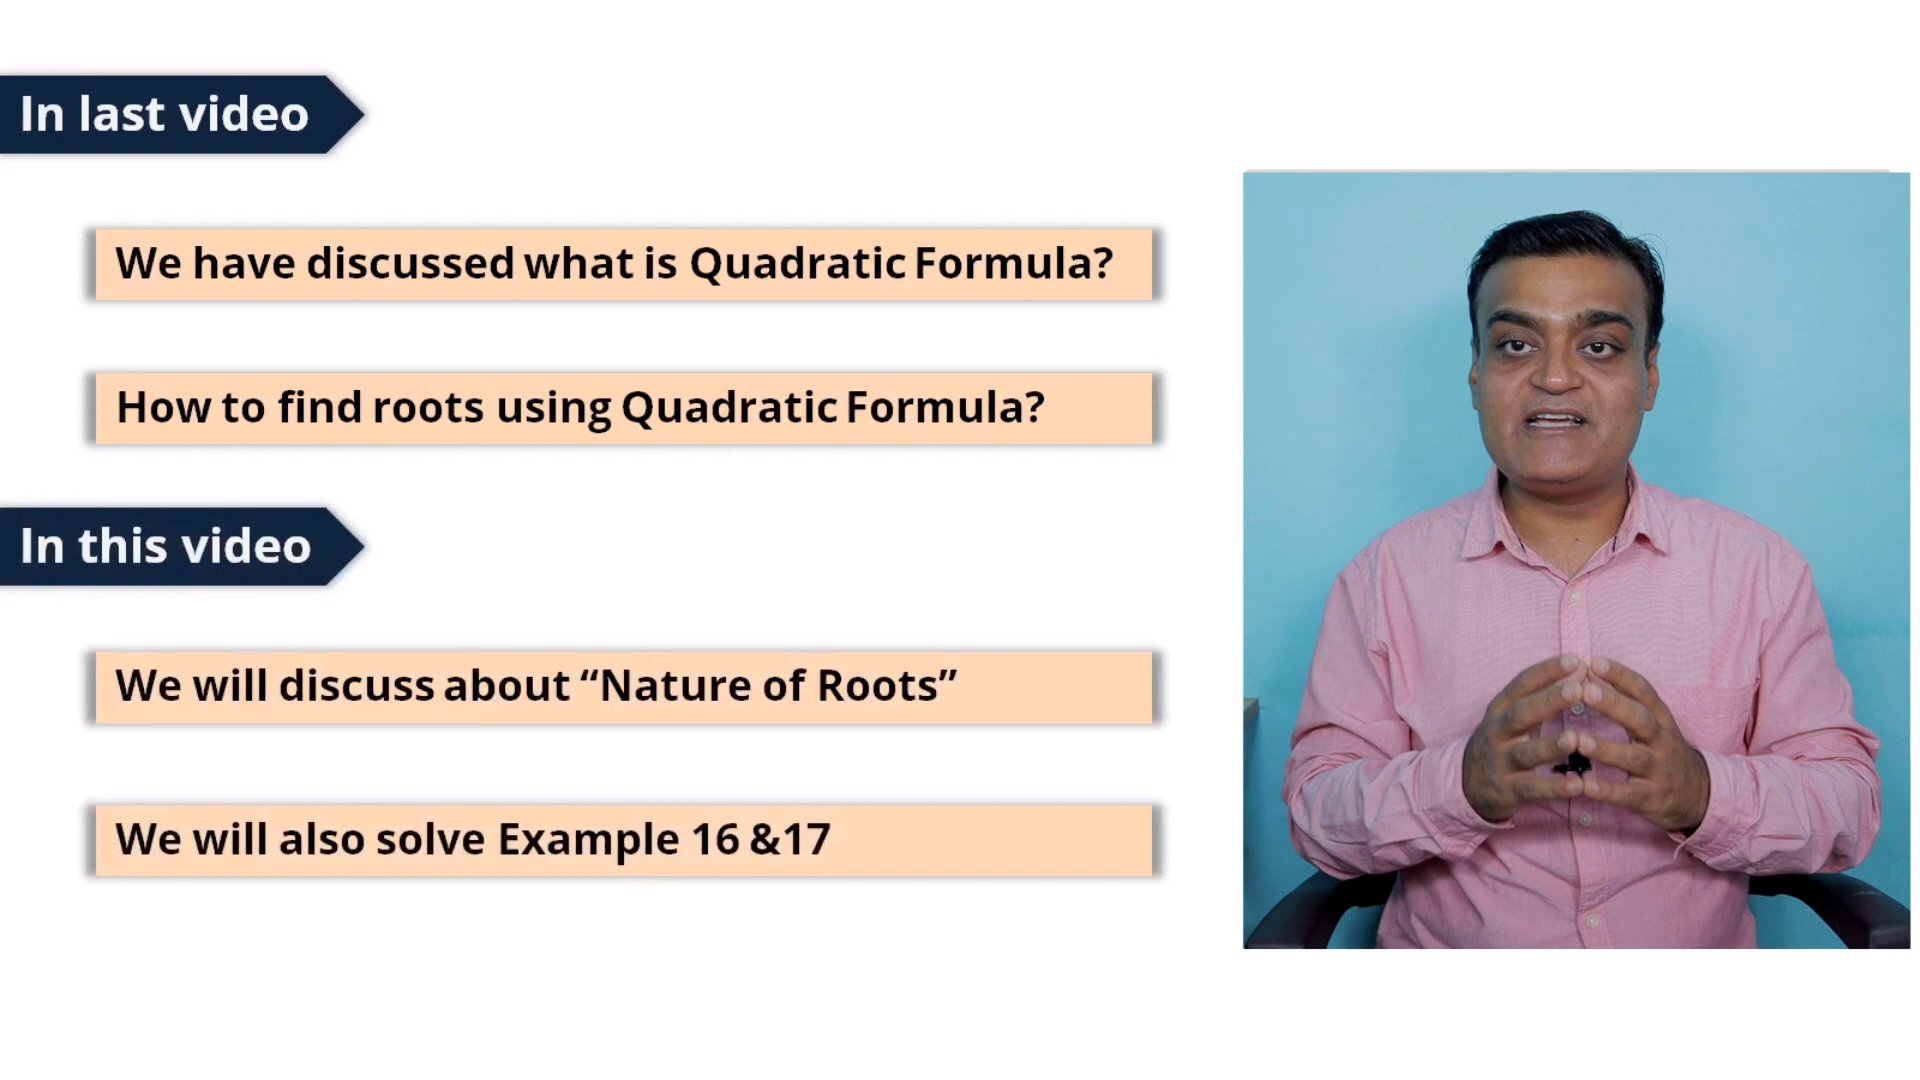 In last video
We have discussed what is Quadratic Formula?
How to find roots using Quadratic Formula?
In this video
We will discuss about “Nature of Roots”
We will also solve Example 16 &17